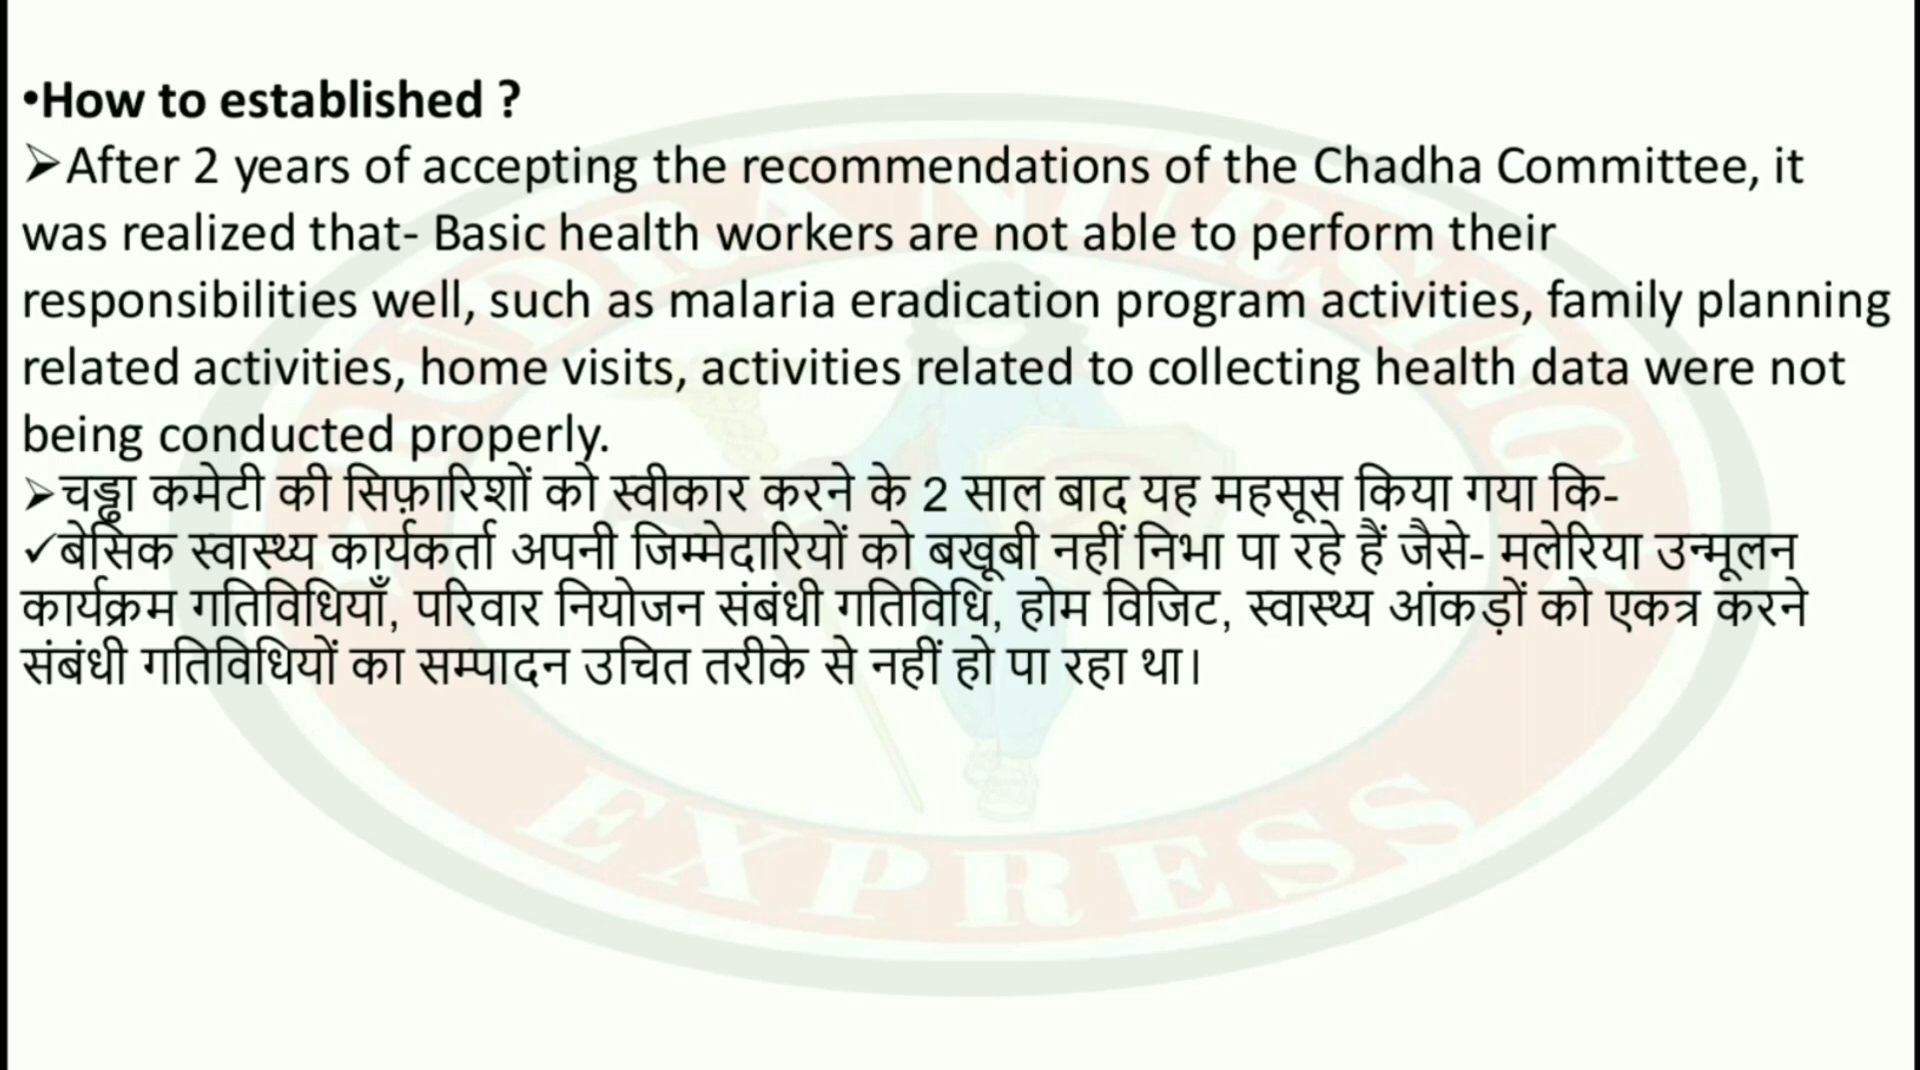 •How to established ?
➢After 2 years of accepting the recommendations of the Chadha Committee, it
was realized that- Basic health workers are not able to perform their
responsibilities well, such as malaria eradication program activities, family planning
related activities, home visits, activities related to collecting health data were not
being conducted properly.
➢चड्ढा कमेटी की सिफ़ारिशों को स्वीकार करने के 2 साल बाद यह महसूस किया गया कि-
✓बेसिक स्वास्थ्य कार्यकर्ता अपनी जिम्मेदारियों को बखूबी नहीं निभा पा रहे हैं जैसे- मलेरिया उन्मूलन
कार्यक्रम गतिविधियाँ, परिवार नियोजन संबंधी गतिविधि, होम विजिट, स्वास्थ्य आंकड़ों को एकत्र करने
संबंधी गतिविधियों का सम्पादन उचित तरीके से नहीं हो पा रहा था।
EXPRESS